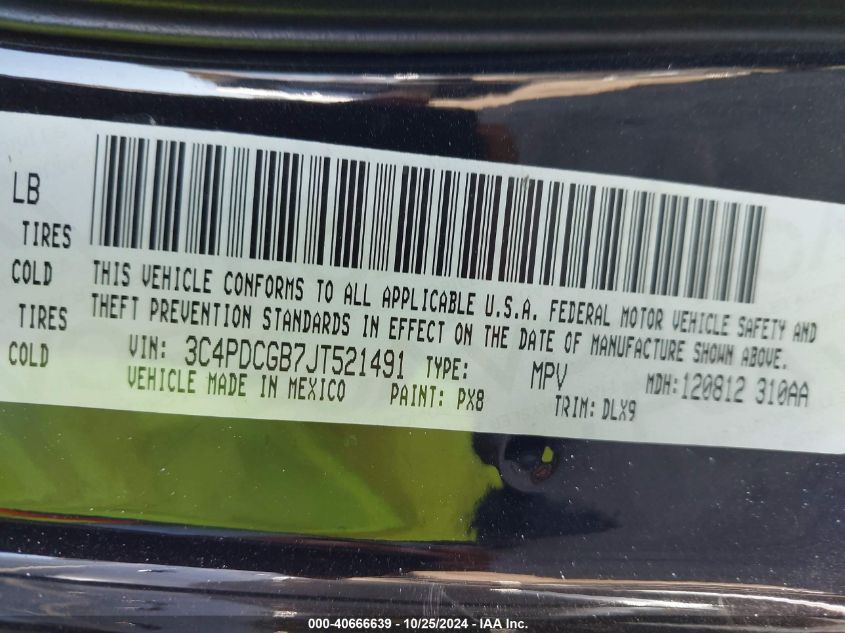 LB
TIRES
COLD
TIRES
COLD
THIS VEHICLE CONFORMS TO ALL APPLICABLE U.S.A. FEDERAL MOTOR VEHICLE SAFETY AND
THEFT PREVENTION STANDARDS IN EFFECT ON THE DATE OF MANUFACTURE SHOWN ABOVE.
VIN: 3C4PDCGB7JT521491 TYPE: MPV MDH:120812 310AA
VEHICLE MADE IN MEXICO PAINT: PX8 TRIM: DLX9
000-40666639 - 10/25/2024 - IAA Inc.